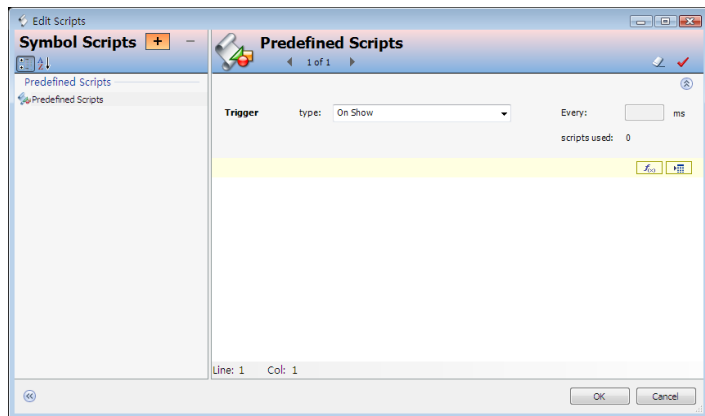 Edit Scripts
Symbol Scripts
Predefined Scripts
Predefined Scripts
Predefined Scripts
1 of 1
Trigger type: On Show Every: ms
scripts used: 0
f(x)
Line: 1 Col: 1
OK Cancel